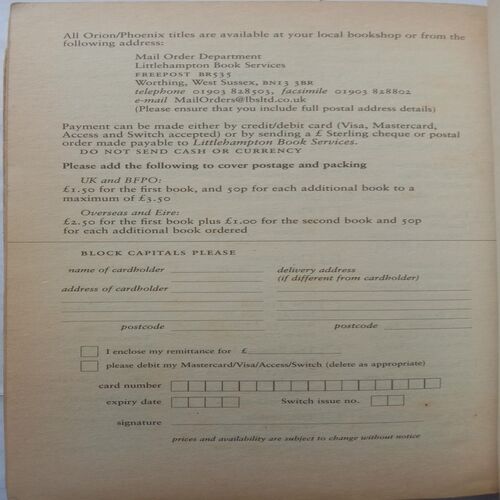 All Orion/Phoenix titles are available at your local bookshop or from the
following address:
Mail Order Department
Littlehampton Book Services
FREEPOST BR535
Worthing, West Sussex, BN13 3BR
telephone 01903 828503, facsimile 01903 828802
e-mail MailOrders@lbsltd.co.uk
(Please ensure that you include full postal address details)
Payment can be made either by credit/debit card (Visa, Mastercard,
Access and Switch accepted) or by sending a £ Sterling cheque or postal
order made payable to Littlehampton Book Services.
DO NOT SEND CASH OR CURRENCY
Please add the following to cover postage and packing
UK and BFPO:
£1.50 for the first book, and 50p for each additional book to a
maximum of £3.50
Overseas and Eire:
£2.50 for the first book plus £1.00 for the second book and 50p
for each additional book ordered
BLOCK CAPITALS PLEASE
name of cardholder
address of cardholder
postcode
delivery address
(if different from cardholder)
postcode
I enclose my remittance for £
please debit my Mastercard/Visa/Access/Switch (delete as appropriate)
card number
expiry date Switch issue no.
signature
prices and availability are subject to change without notice